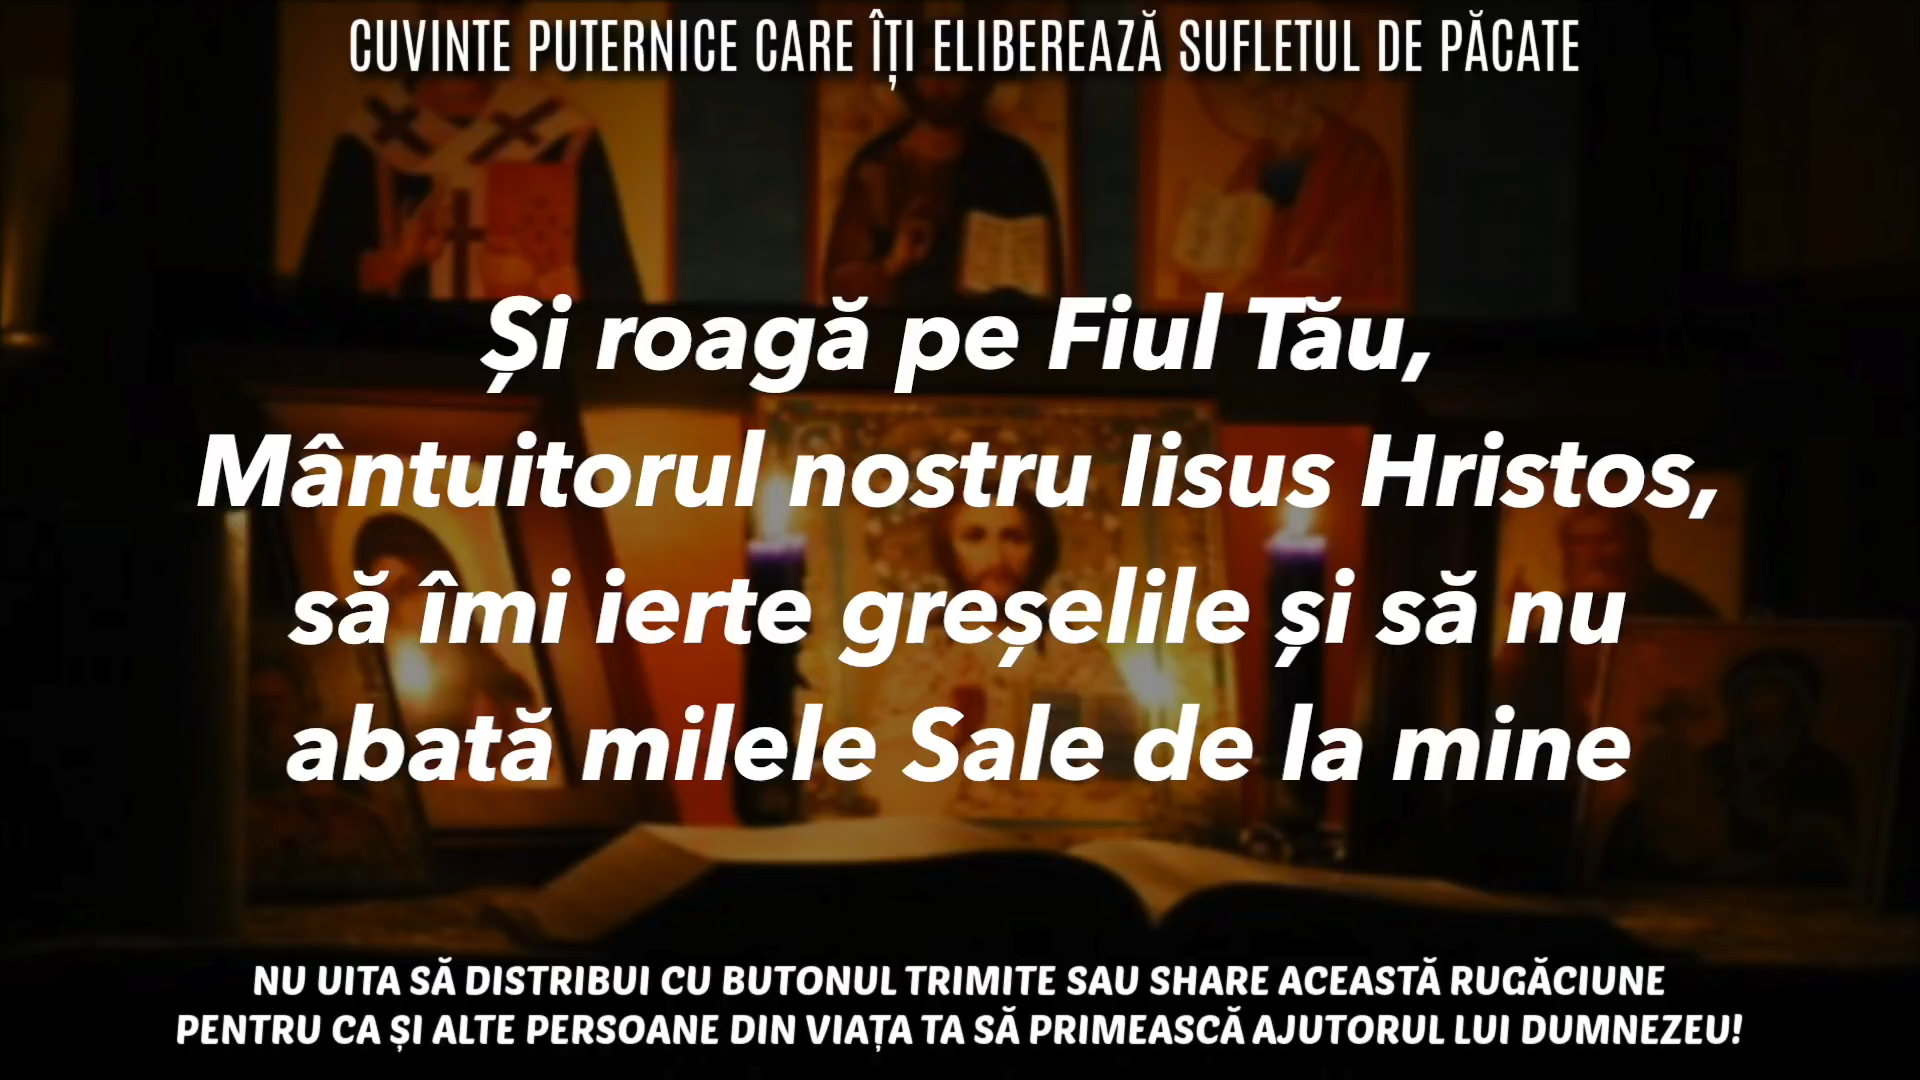 CUVINTE PUTERNICE CARE ÎȚI ELIBEREAZĂ SUFLETUL DE PĂCATE
Și roagă pe Fiul Tău,
Mântuitorul nostru Iisus Hristos,
să îmi ierte greșelile și să nu
abată milele Sale de la mine
NU UITA SĂ DISTRIBUI CU BUTONUL TRIMITE SAU SHARE ACEASTĂ RUGĂCIUNE
PENTRU CA ȘI ALTE PERSOANE DIN VIAȚA TA SĂ PRIMEASCĂ AJUTORUL LUI DUMNEZEU!